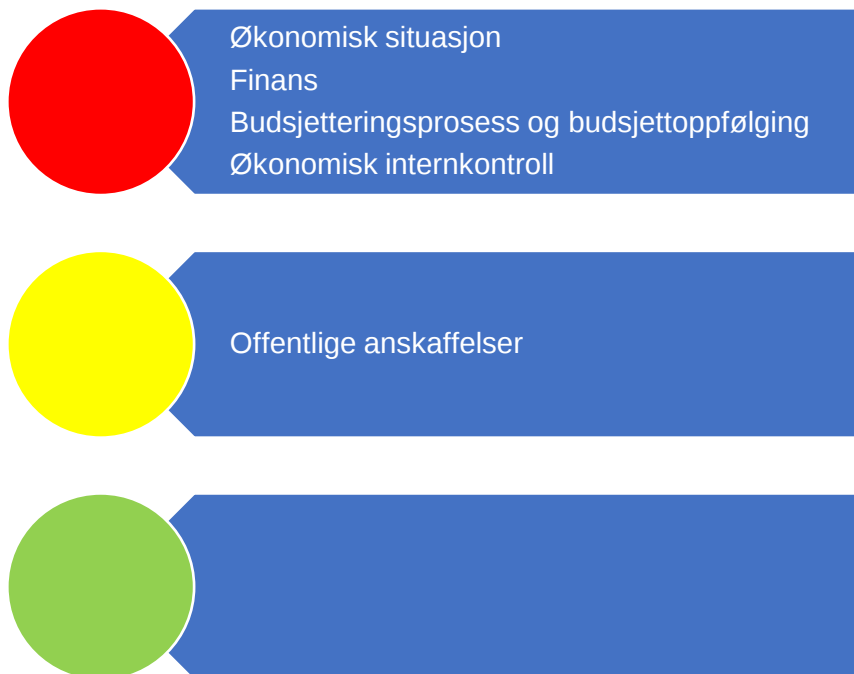 Økonomisk situasjon
Finans
Budsjetteringsprosess og budsjettoppfølging
Økonomisk internkontroll
Offentlige anskaffelser